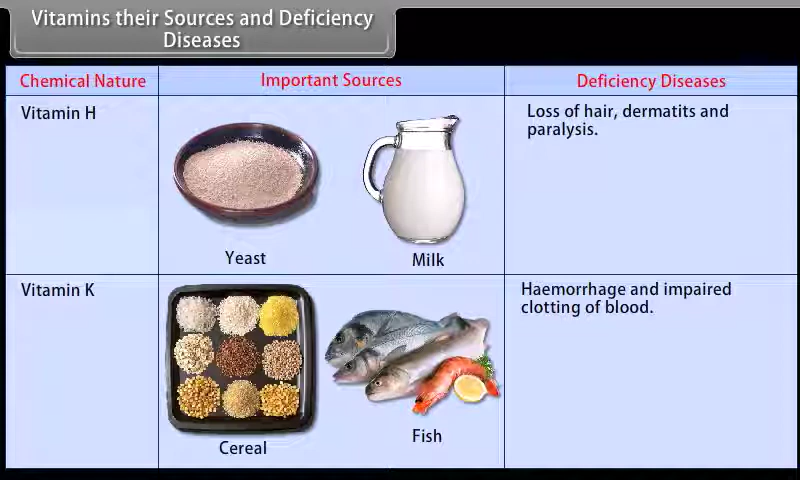 Vitamins their Sources and Deficiency
Diseases
Chemical Nature
Important Sources
Deficiency Diseases
Vitamin H
Yeast
Milk
Loss of hair, dermatits and
paralysis.
Vitamin K
Cereal
Fish
Haemorrhage and impaired
clotting of blood.